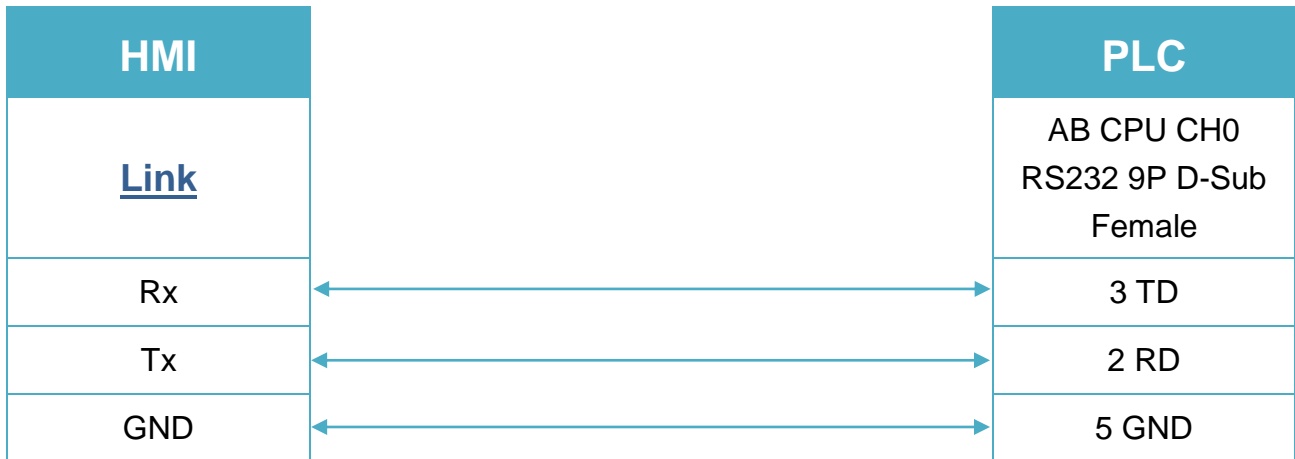 HMI
PLC
Link
AB CPU CH0
RS232 9P D-Sub
Female
Rx
3 TD
Tx
2 RD
GND
5 GND